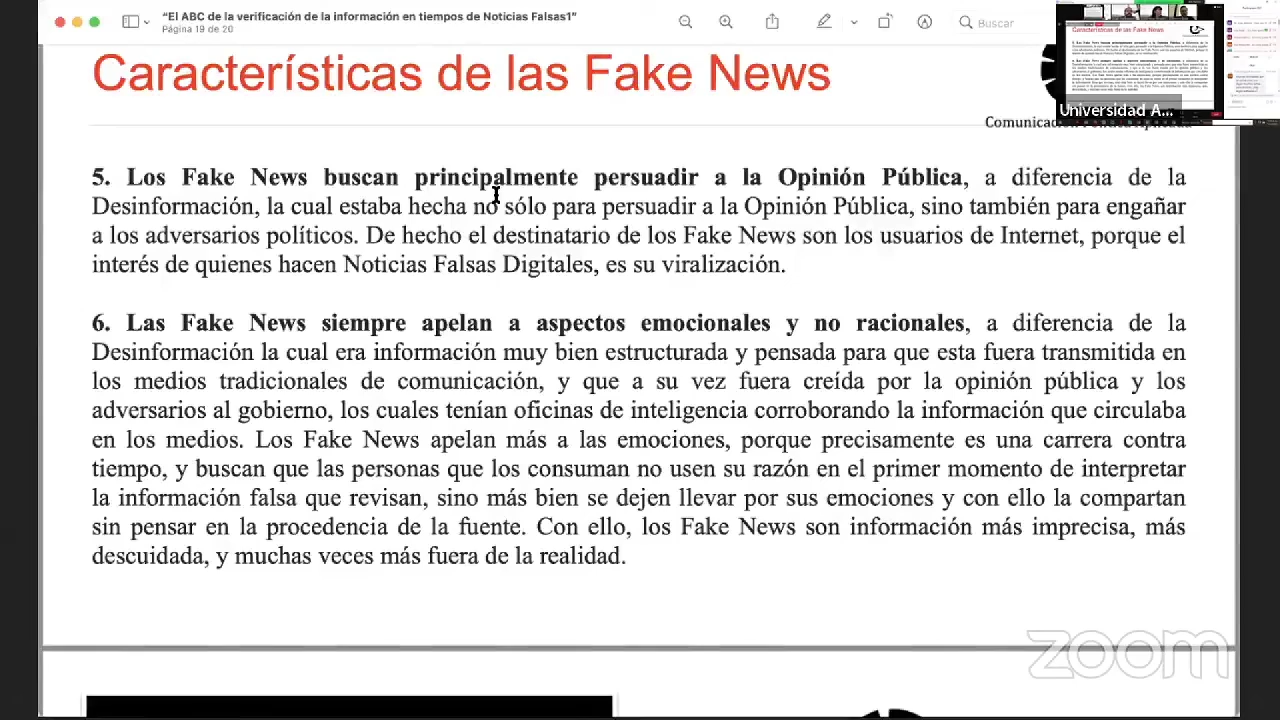 “El ABC de la verificación de la información en tiempos de Noticias Falsas1”
Página 19 de 20
Buscar
Características de las Fake News
Universidad A...
5. Los Fake News buscan principalmente persuadir a la Opinión Pública, a diferencia de la
Desinformación, la cual estaba hecha no sólo para persuadir a la Opinión Pública, sino también para engañar
a los adversarios políticos. De hecho el destinatario de los Fake News son los usuarios de Internet, porque el
interés de quienes hacen Noticias Falsas Digitales, es su viralización.
6. Las Fake News siempre apelan a aspectos emocionales y no racionales, a diferencia de la
Desinformación la cual era información muy bien estructurada y pensada para que esta fuera transmitida en
los medios tradicionales de comunicación, y que a su vez fuera creída por la opinión pública y los
adversarios al gobierno, los cuales tenían oficinas de inteligencia corroborando la información que circulaba
en los medios. Los Fake News apelan más a las emociones, porque precisamente es una carrera contra
tiempo, y buscan que las personas que los consuman no usen su razón en el primer momento de interpretar
la información falsa que revisan, sino más bien se dejen llevar por sus emociones y con ello la compartan
sin pensar en la procedencia de la fuente. Con ello, los Fake News son información más imprecisa, más
descuidada, y muchas veces más fuera de la realidad.
zoom